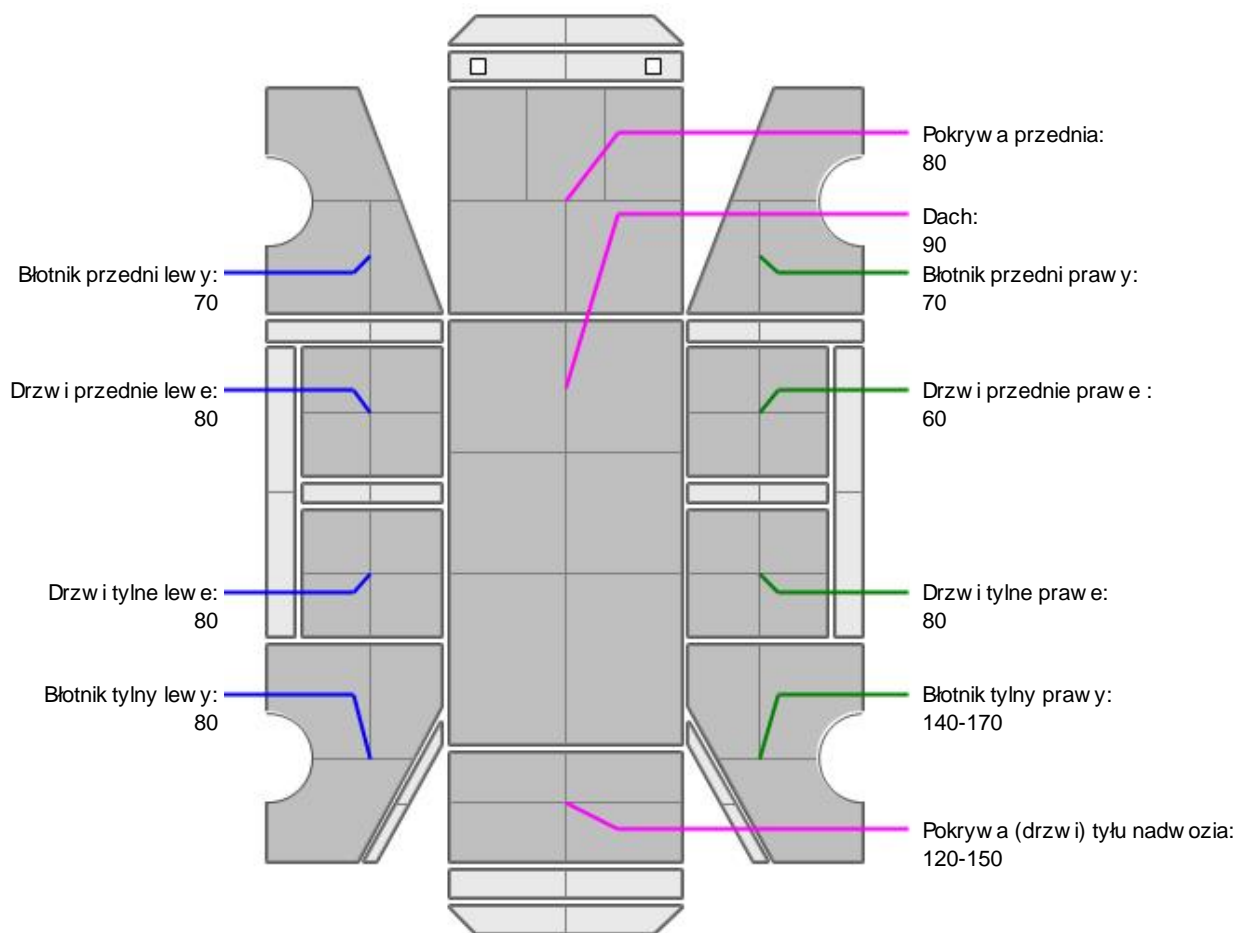 Pokrywa przednia:
80
Dach:
90
Błotnik przedni lewy:
70
Błotnik przedni prawy:
70
Drzwi przednie lewe:
80
Drzwi przednie prawe :
60
Drzwi tylne lewe:
80
Drzwi tylne prawe:
80
Błotnik tylny lewy:
80
Błotnik tylny prawy:
140-170
Pokrywa (drzwi) tyłu nadwozia:
120-150